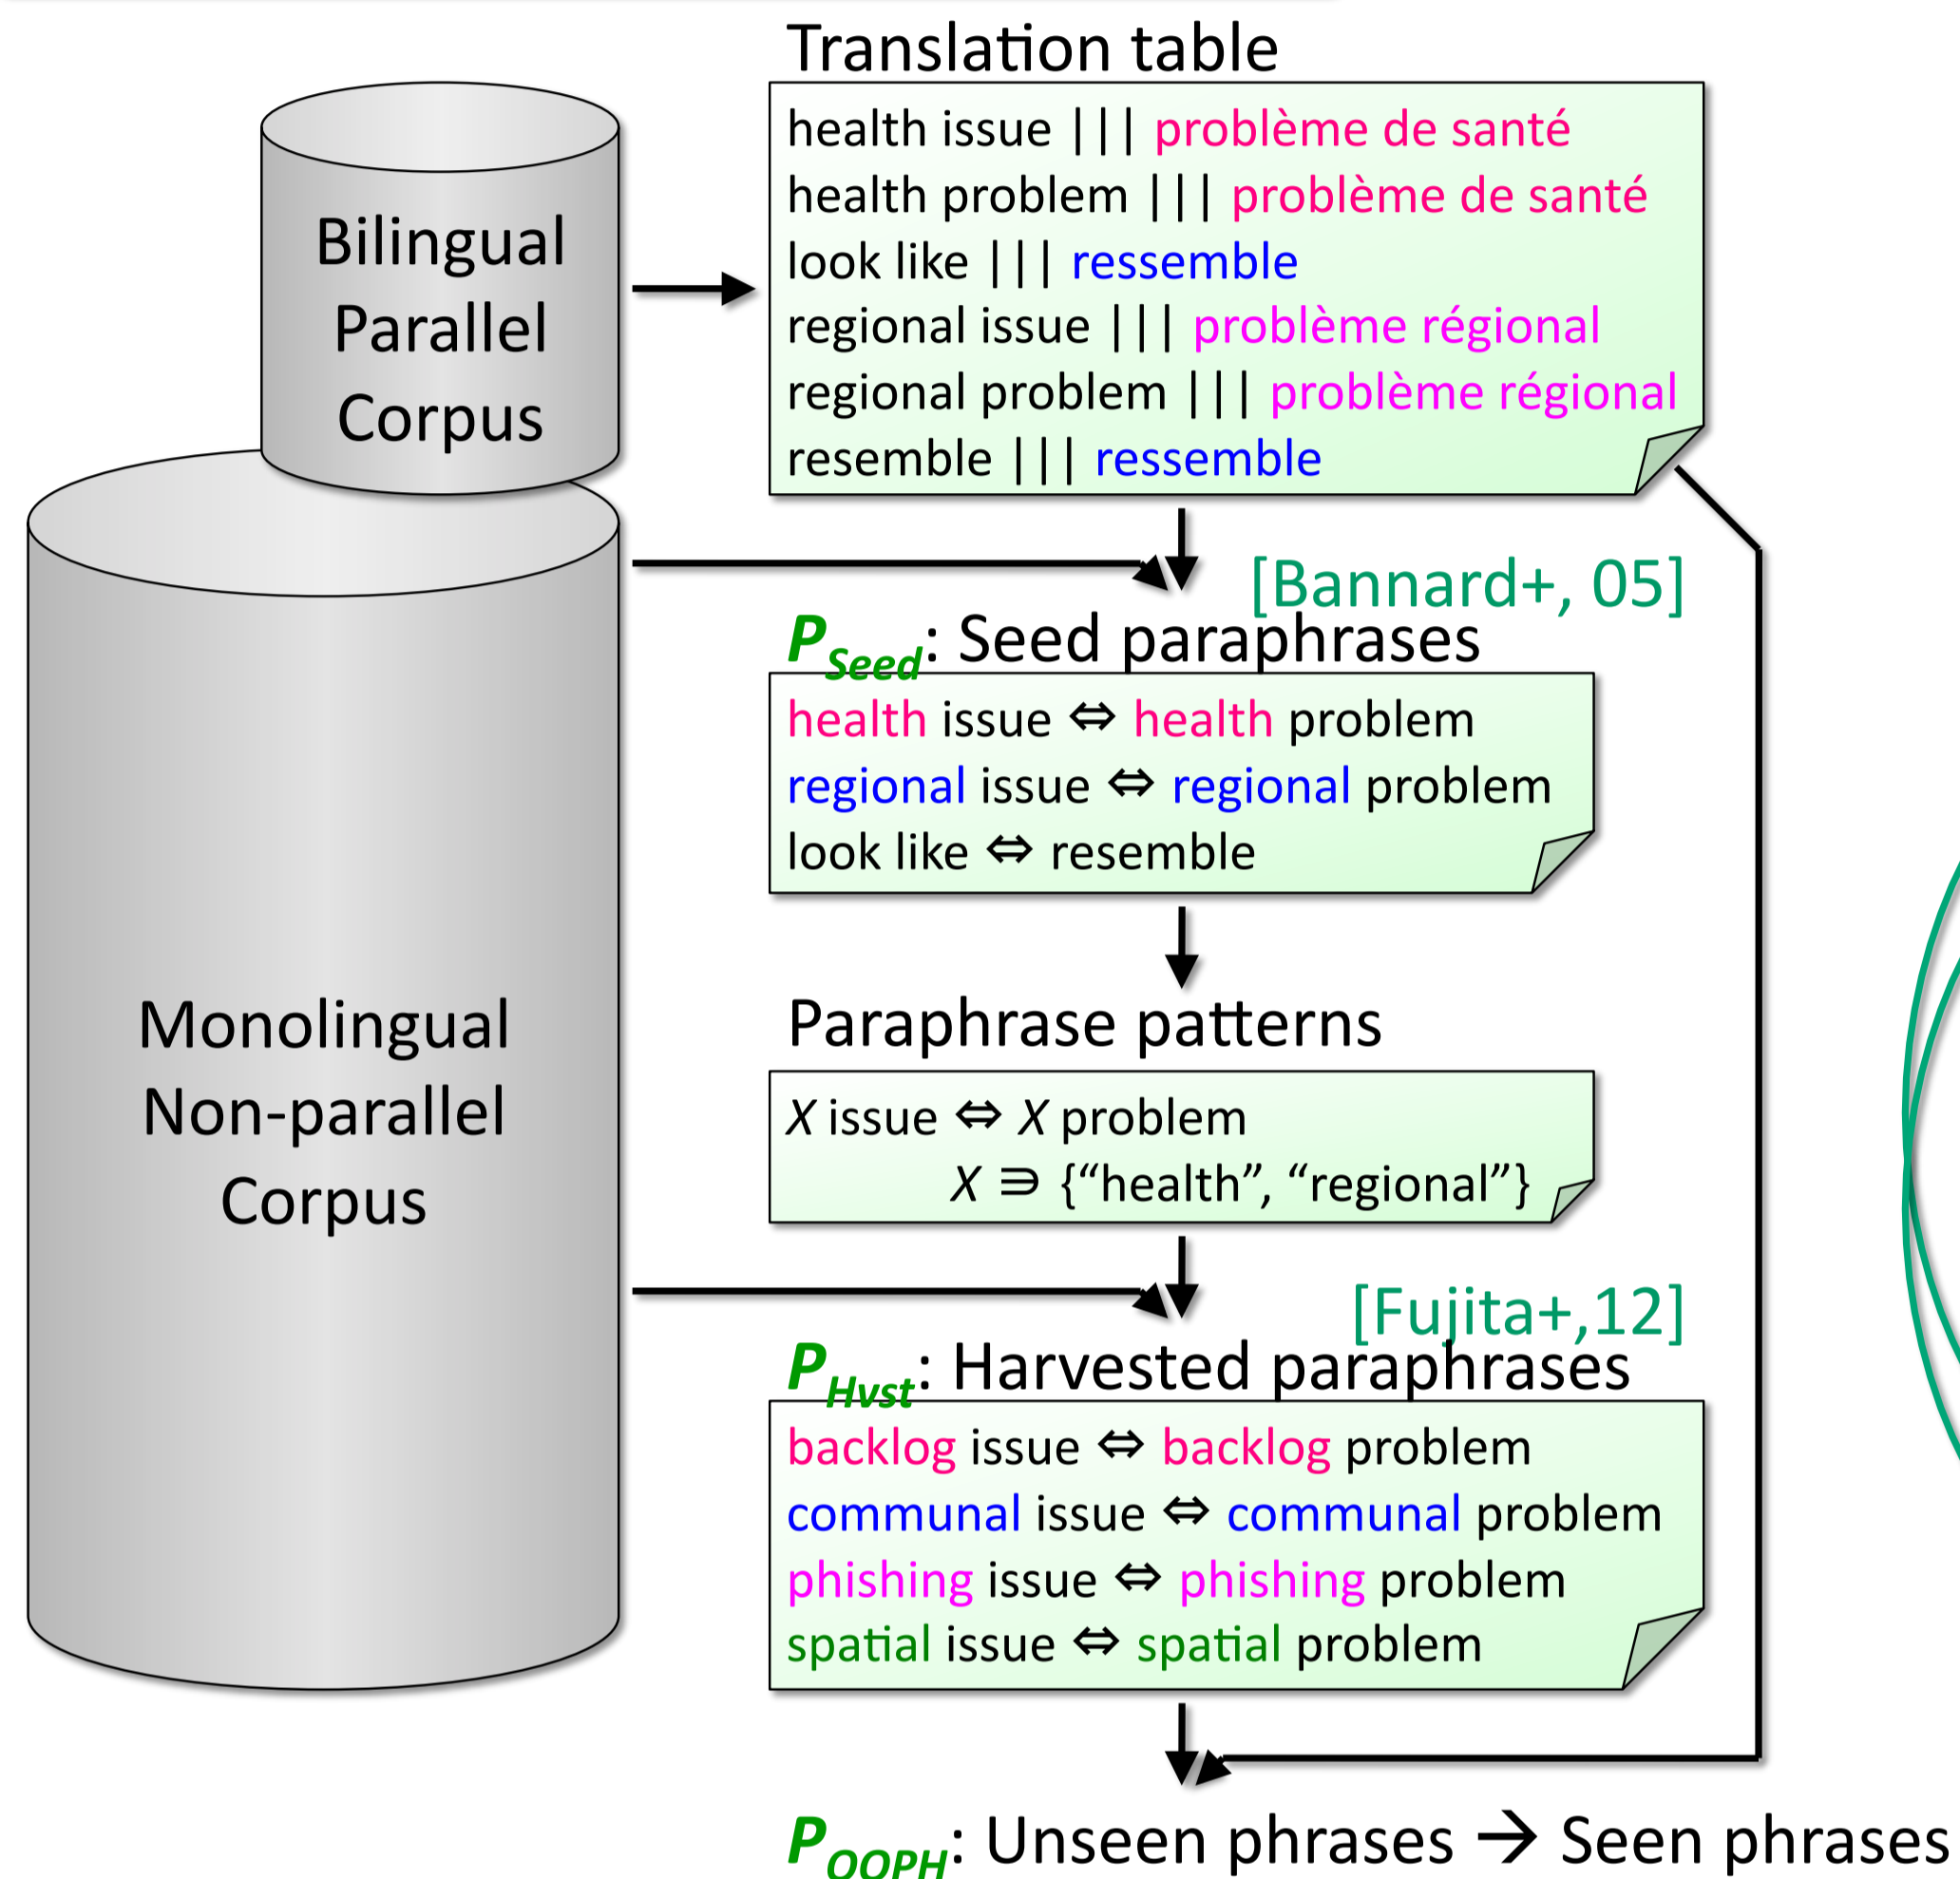 Translation table
health issue ||| problème de santé
health problem ||| problème de santé
look like ||| ressemble
regional issue ||| problème régional
regional problem ||| problème régional
resemble ||| ressemble
Bilingual
Parallel
Corpus
[Bannard+, 05]
P_Seed: Seed paraphrases
health issue ⇔ health problem
regional issue ⇔ regional problem
look like ⇔ resemble
Monolingual
Non-parallel
Corpus
Paraphrase patterns
X issue ⇔ X problem
X ∋ {“health”, “regional”}
[Fujita+,12]
P_Hvst: Harvested paraphrases
backlog issue ⇔ backlog problem
communal issue ⇔ communal problem
phishing issue ⇔ phishing problem
spatial issue ⇔ spatial problem
P_OOPH: Unseen phrases → Seen phrases